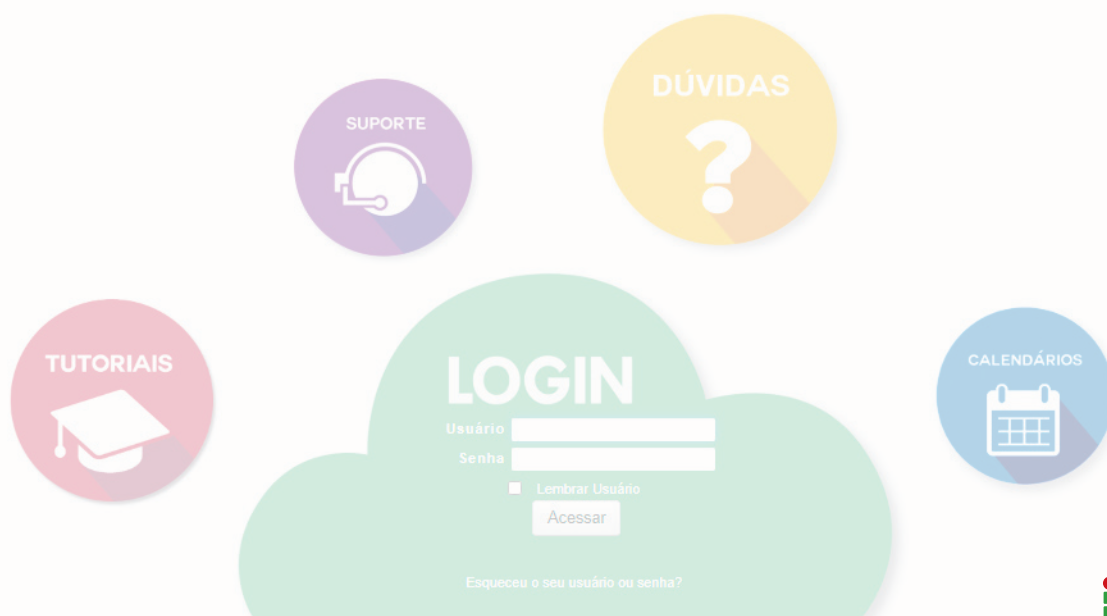 DÚVIDAS
SUPORTE
TUTORIAIS
CALENDÁRIOS
LOGIN
Usuário
Senha
Lembrar Usuário
Acessar
Esqueceu o seu usuário ou senha?